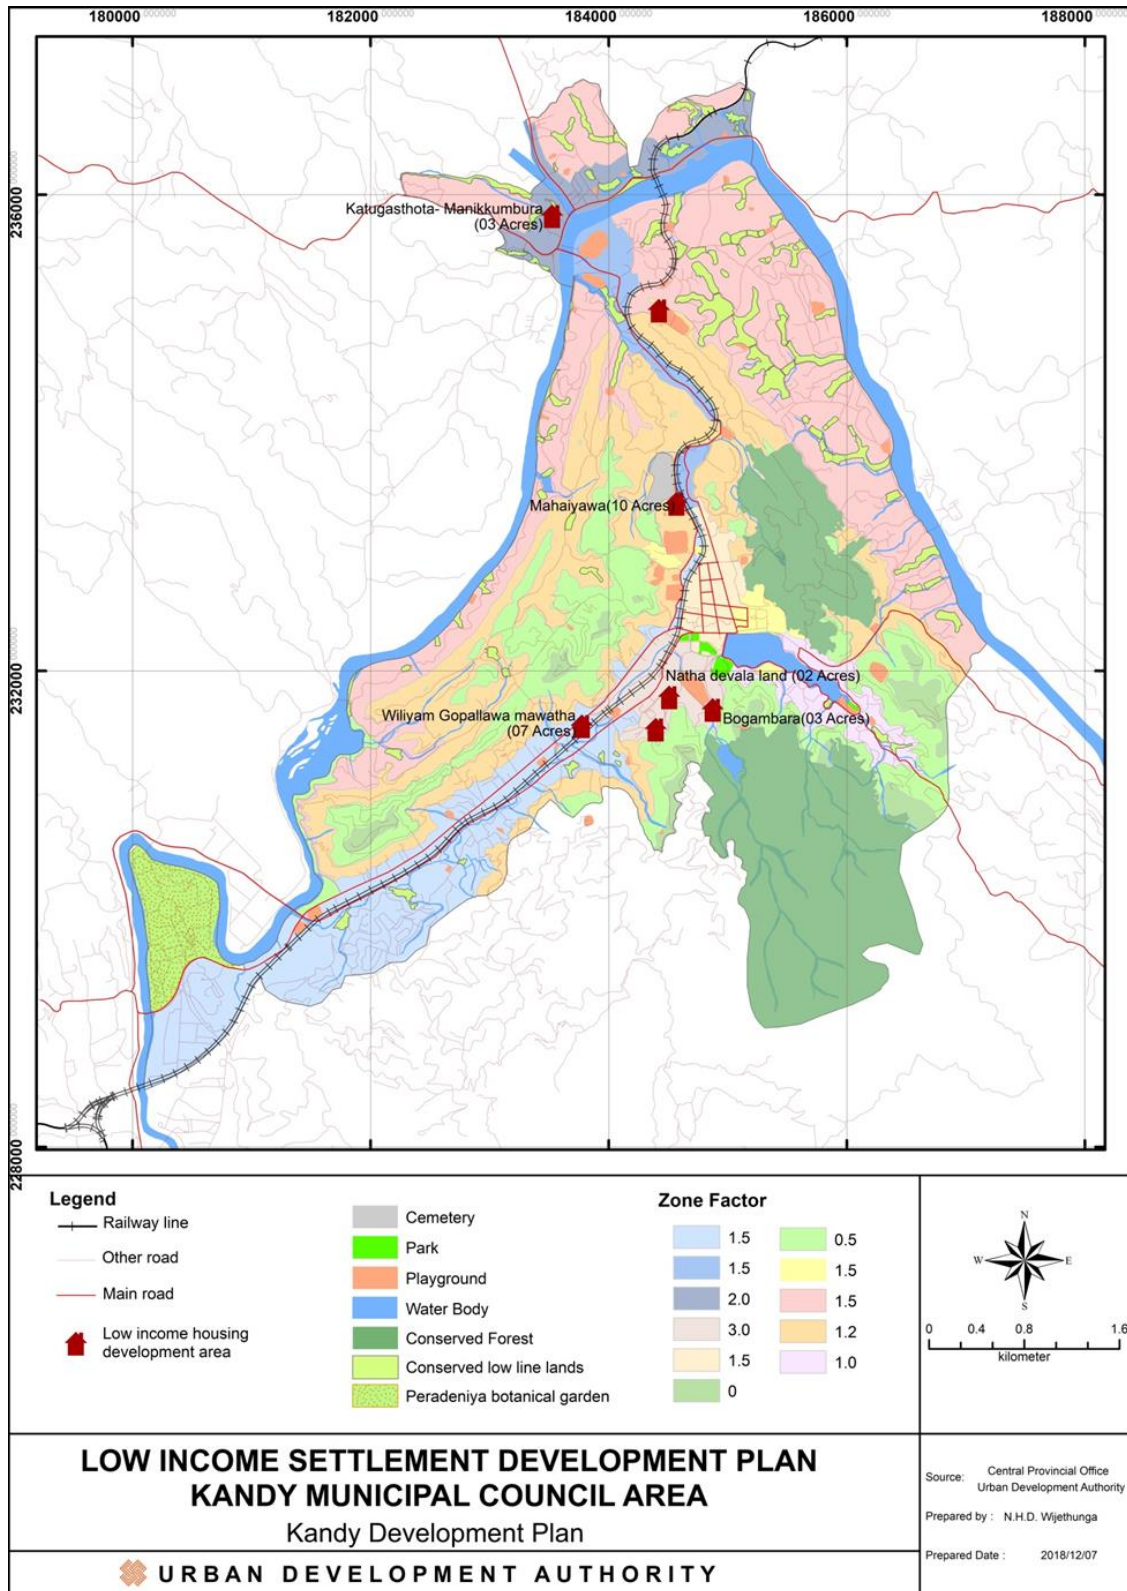 180000 0000000
182000 0000000
184000 0000000
186000 0000000
188000
236000
232000
228000
Katugasthota- Manikkumbura
(03 Acres)
Mahaiyawa(10 Acres)
Natha devala land (02 Acres)
Wiliyam Gopallawa mawatha
(07 Acres)
Bogambara(03 Acres)
Legend
Railway line
Other road
Main road
Low income housing
development area
Cemetery
Park
Playground
Water Body
Conserved Forest
Conserved low line lands
Peradeniya botanical garden
Zone Factor
1.5
1.5
2.0
3.0
1.5
0
0.5
1.5
1.5
1.2
1.0
N
W E
S
0 0.4 0.8 1.6
kilometer
LOW INCOME SETTLEMENT DEVELOPMENT PLAN
KANDY MUNICIPAL COUNCIL AREA
Kandy Development Plan
URBAN DEVELOPMENT AUTHORITY
Source: Central Provincial Office
Urban Development Authority
Prepared by : N.H.D. Wijethunga
Prepared Date : 2018/12/07